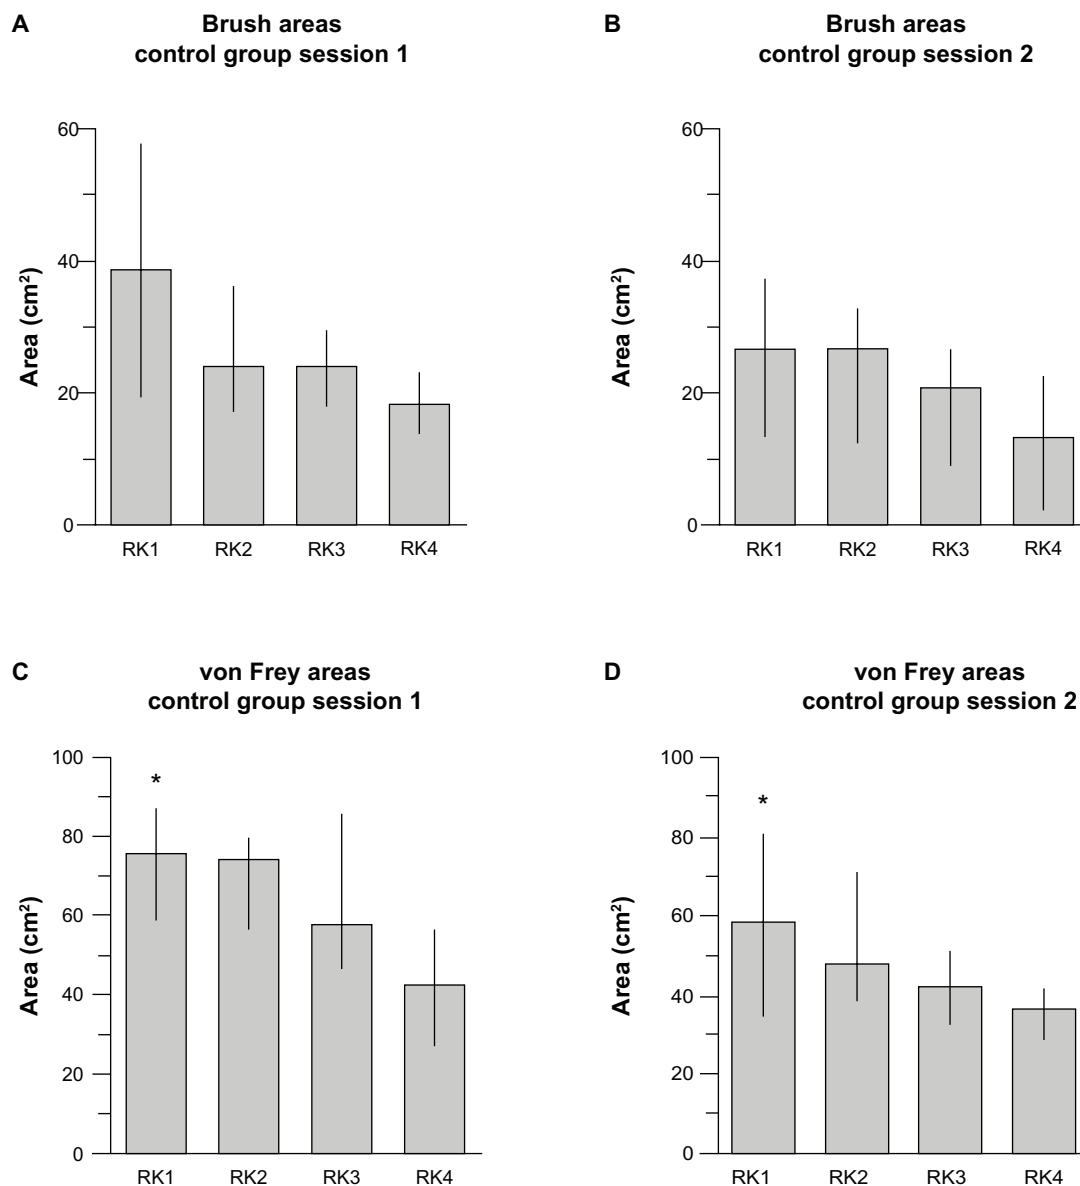 A
Brush areas
control group session 1
60
40
20
0
Area (cm²)
RK1 RK2 RK3 RK4
B
Brush areas
control group session 2
60
40
20
0
Area (cm²)
RK1 RK2 RK3 RK4
C
von Frey areas
control group session 1
100
80
60
40
20
0
Area (cm²)
*
RK1 RK2 RK3 RK4
D
von Frey areas
control group session 2
100
80
60
40
20
0
Area (cm²)
*
RK1 RK2 RK3 RK4